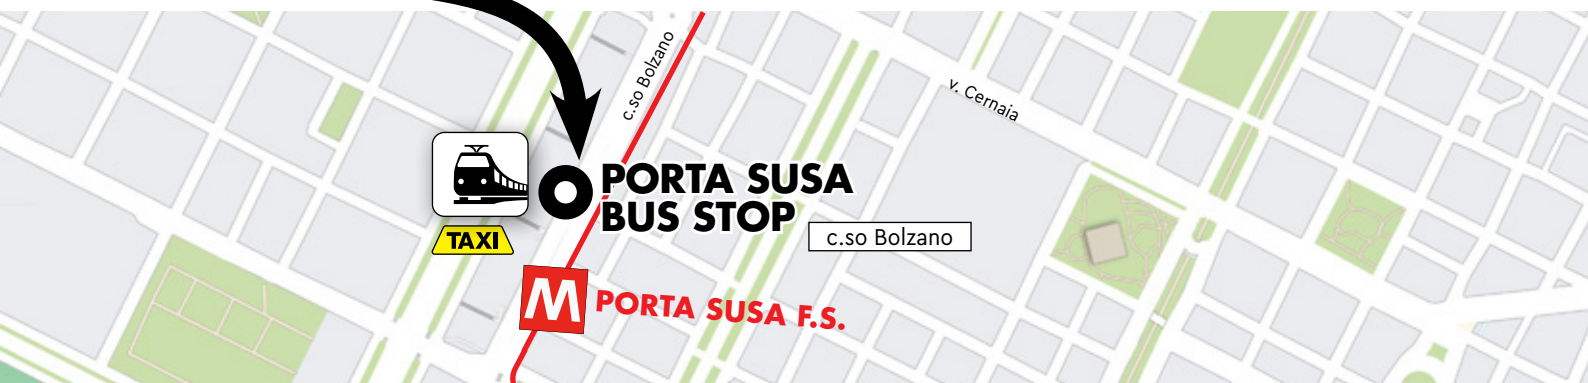 c.so Bolzano
v. Cernaia
PORTA SUSA
BUS STOP
c.so Bolzano
TAXI
M
PORTA SUSA F.S.